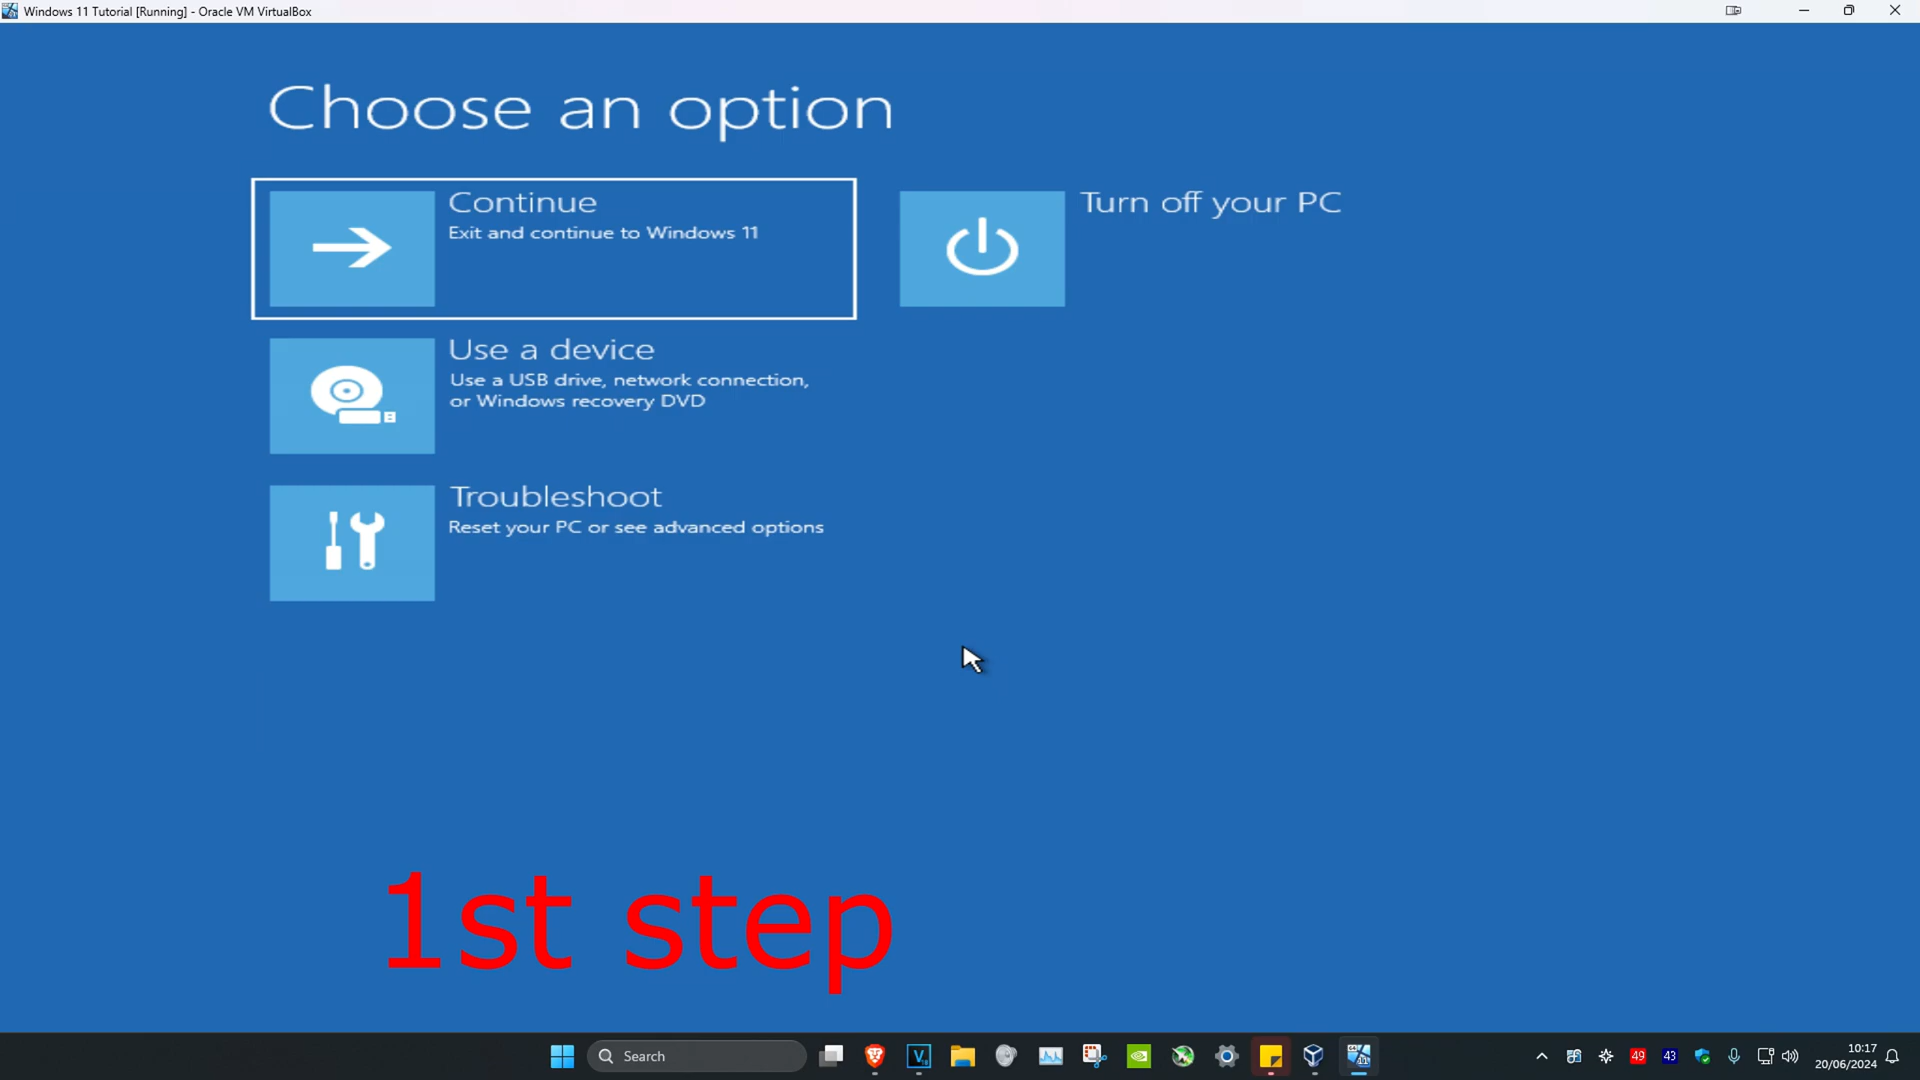 Windows 11 Tutorial [Running] - Oracle VM VirtualBox
Choose an option
Continue
Exit and continue to Windows 11
Turn off your PC
Use a device
Use a USB drive, network connection,
or Windows recovery DVD
Troubleshoot
Reset your PC or see advanced options
1st step
Search
49
43
10:17
20/06/2024